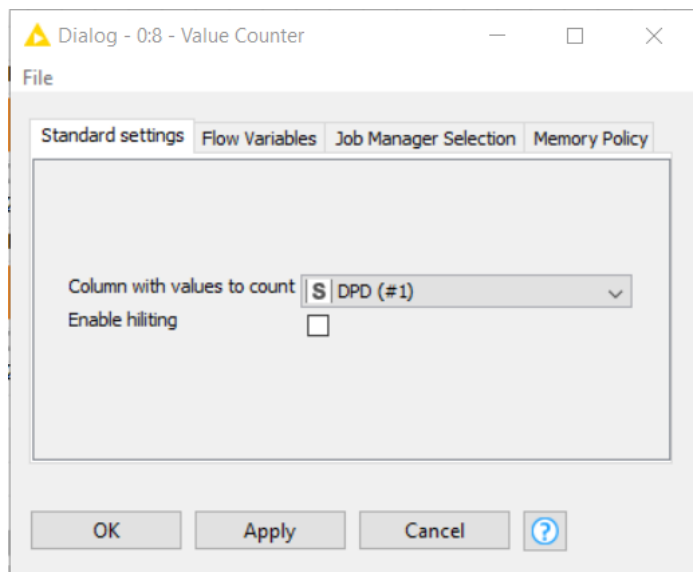 Dialog - 0:8 - Value Counter
File
Standard settings Flow Variables Job Manager Selection Memory Policy
Column with values to count S DPD (#1)
Enable hiliting
OK Apply Cancel ?